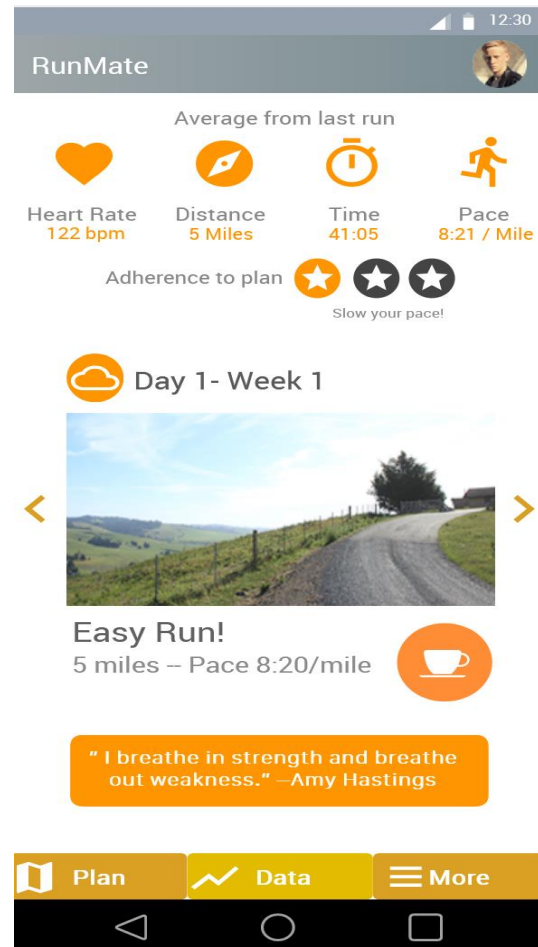 12:30
RunMate
Average from last run
Heart Rate Distance Time Pace
122 bpm 5 Miles 41:05 8:21 / Mile
Adherence to plan
Slow your pace!
Day 1- Week 1
Easy Run!
5 miles -- Pace 8:20/mile
" I breathe in strength and breathe
out weakness." —Amy Hastings
Plan Data More